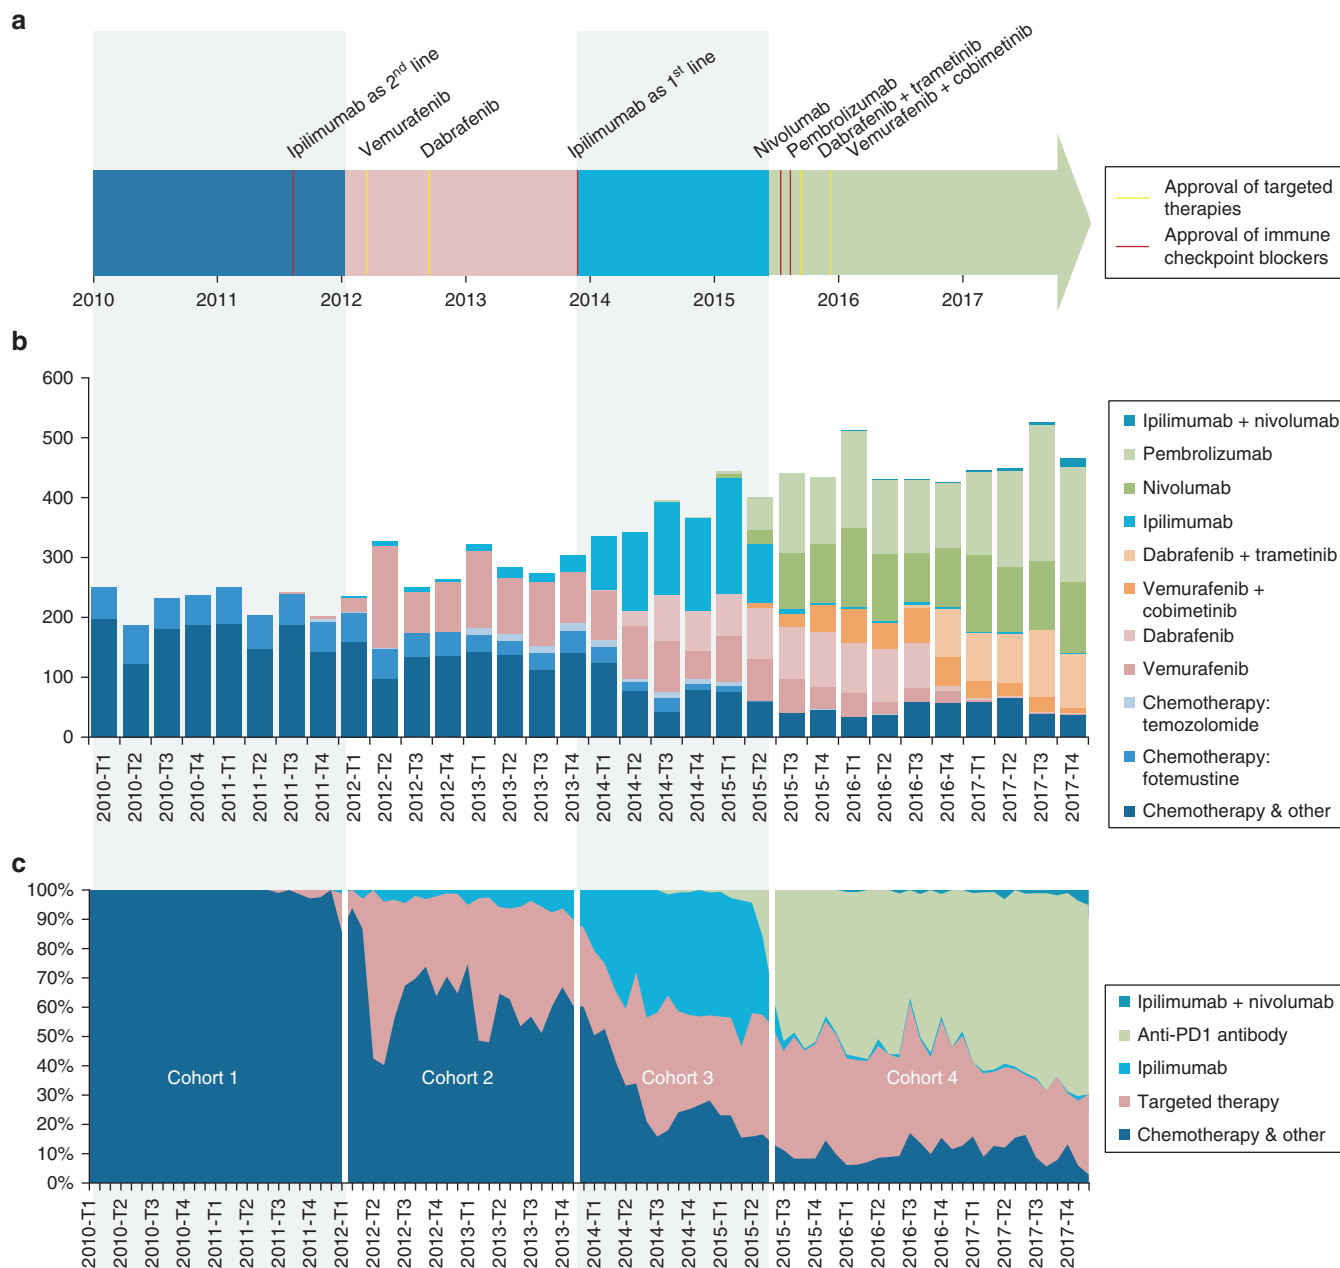 a
Ipilimumab as 2nd line
Vemurafenib
Dabrafenib
Ipilimumab as 1st line
Nivolumab
Pembrolizumab
Dabrafenib + trametinib
Vemurafenib + cobimetinib
2010
2011
2012
2013
2014
2015
2016
2017
Approval of targeted
therapies
Approval of immune
checkpoint blockers
b
600
500
400
300
200
100
0
2010-T1
2010-T2
2010-T3
2010-T4
2011-T1
2011-T2
2011-T3
2011-T4
2012-T1
2012-T2
2012-T3
2012-T4
2013-T1
2013-T2
2013-T3
2013-T4
2014-T1
2014-T2
2014-T3
2014-T4
2015-T1
2015-T2
2015-T3
2015-T4
2016-T1
2016-T2
2016-T3
2016-T4
2017-T1
2017-T2
2017-T3
2017-T4
Ipilimumab + nivolumab
Pembrolizumab
Nivolumab
Ipilimumab
Dabrafenib + trametinib
Vemurafenib +
cobimetinib
Dabrafenib
Vemurafenib
Chemotherapy:
temozolomide
Chemotherapy:
fotemustine
Chemotherapy & other
c
100%
90%
80%
70%
60%
50%
40%
30%
20%
10%
0%
Cohort 1
Cohort 2
Cohort 3
Cohort 4
2010-T1
2010-T2
2010-T3
2010-T4
2011-T1
2011-T2
2011-T3
2011-T4
2012-T1
2012-T2
2012-T3
2012-T4
2013-T1
2013-T2
2013-T3
2013-T4
2014-T1
2014-T2
2014-T3
2014-T4
2015-T1
2015-T2
2015-T3
2015-T4
2016-T1
2016-T2
2016-T3
2016-T4
2017-T1
2017-T2
2017-T3
2017-T4
Ipilimumab + nivolumab
Anti-PD1 antibody
Ipilimumab
Targeted therapy
Chemotherapy & other